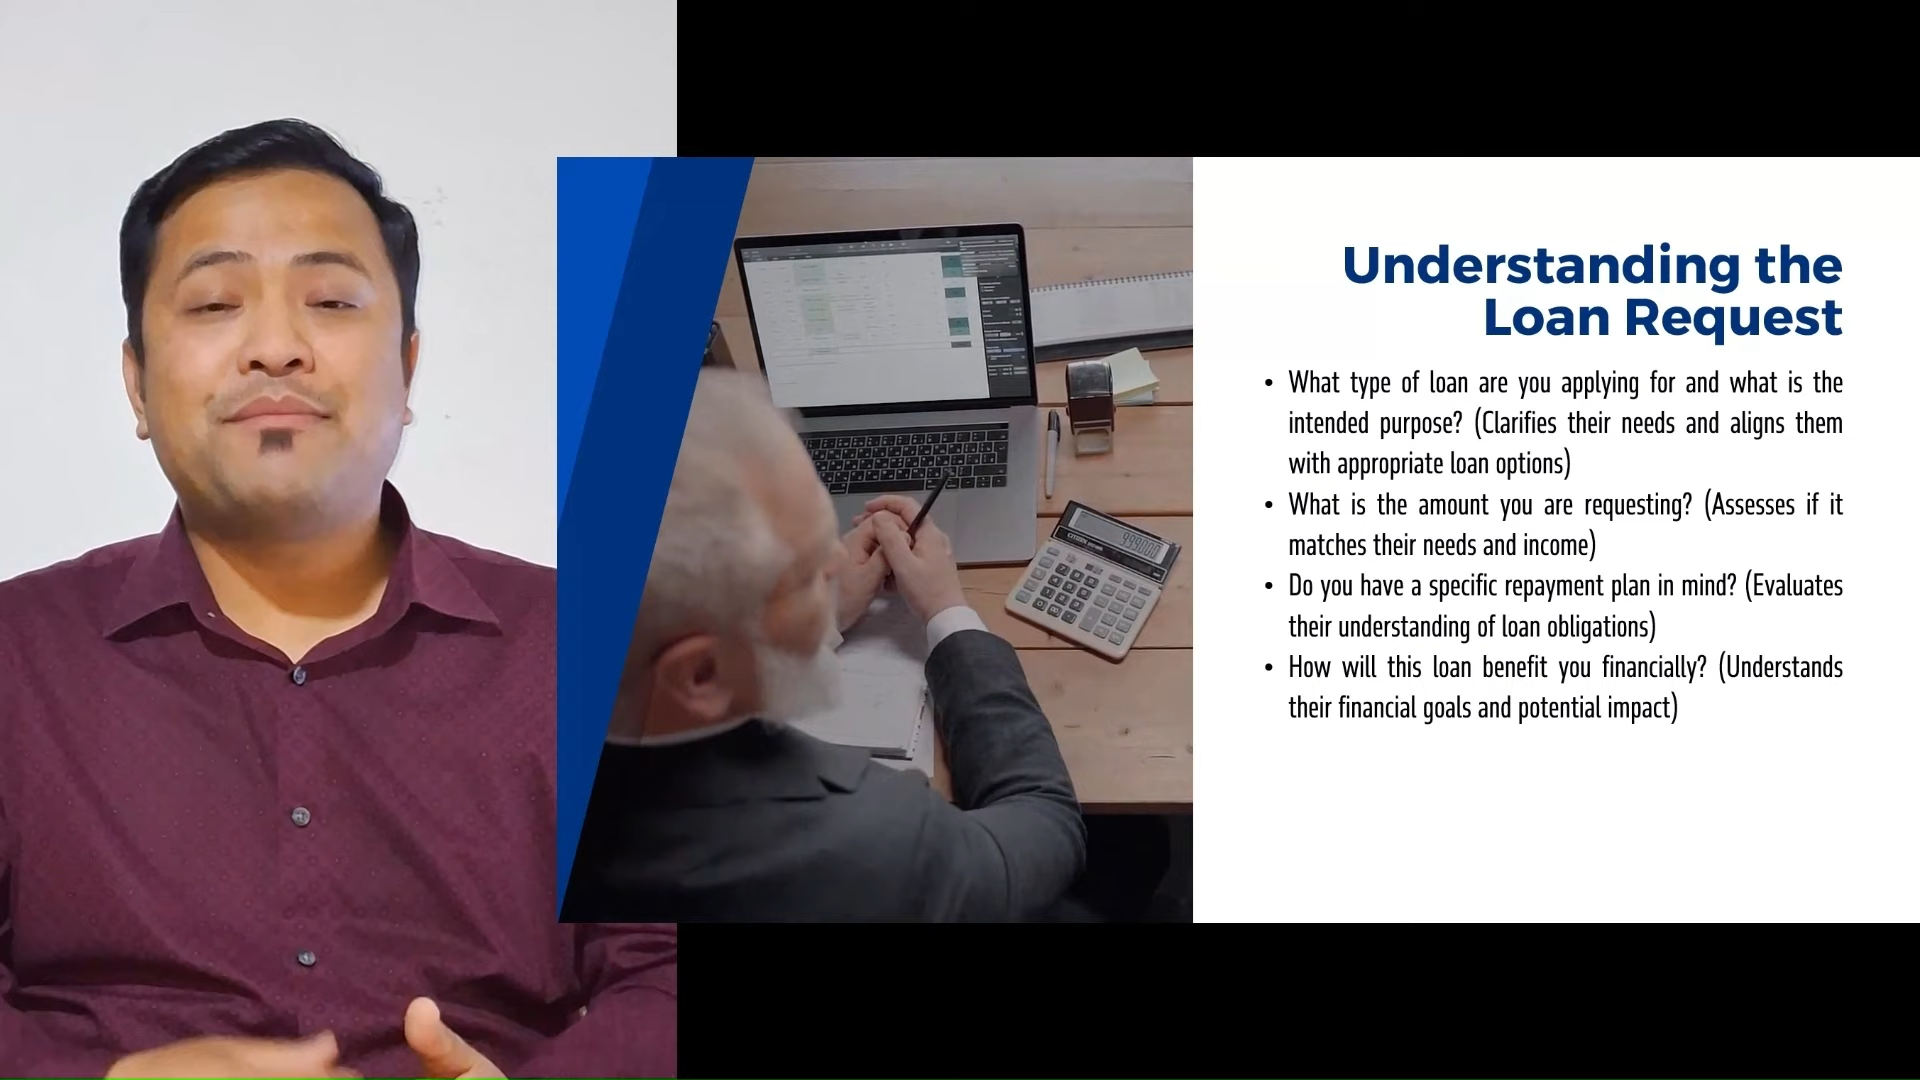 Understanding the
Loan Request
• What type of loan are you applying for and what is the
intended purpose? (Clarifies their needs and aligns them
with appropriate loan options)
• What is the amount you are requesting? (Assesses if it
matches their needs and income)
• Do you have a specific repayment plan in mind? (Evaluates
their understanding of loan obligations)
• How will this loan benefit you financially? (Understands
their financial goals and potential impact)
CITIZEN